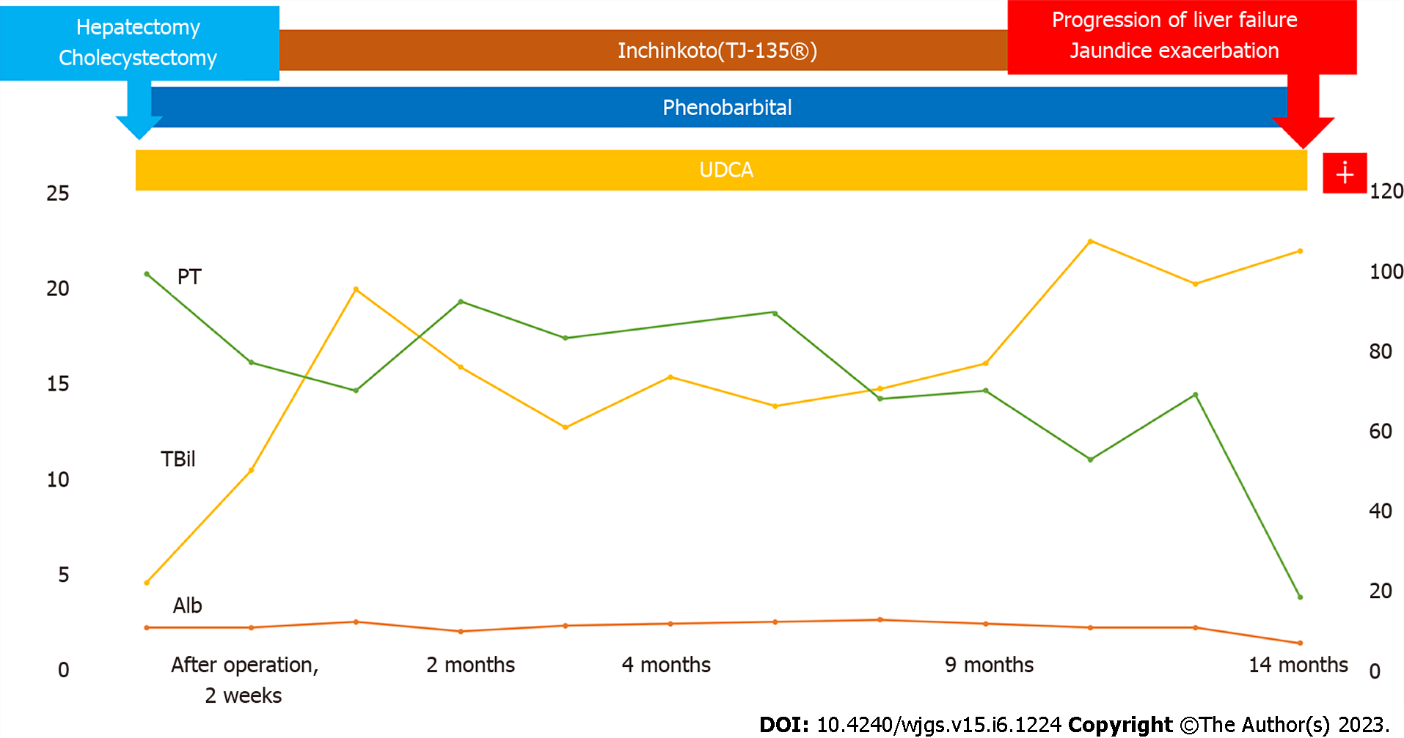 Hepatectomy
Cholecystectomy
Inchinkoto(TJ-135®)
Progression of liver failure
Jaundice exacerbation
Phenobarbital
UDCA
25
20
15
10
5
0
120
100
80
60
40
20
0
PT
TBil
Alb
After operation,
2 weeks
2 months
4 months
9 months
14 months
DOI: 10.4240/wjgs.v15.i6.1224 Copyright ©The Author(s) 2023.